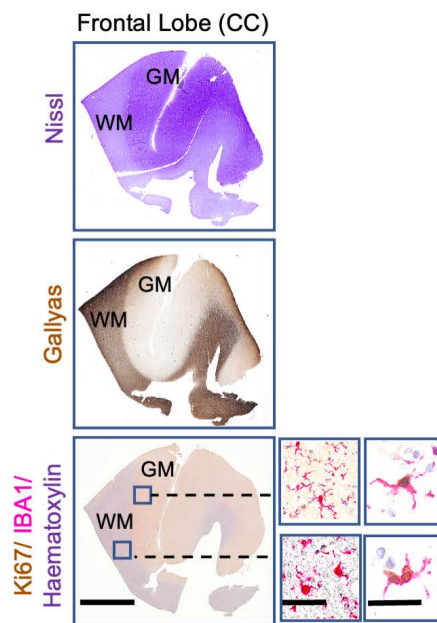 Frontal Lobe (CC)
Nissl
GM
WM
Gallyas
GM
WM
Ki67/ IBA1/
Haematoxylin
GM
WM